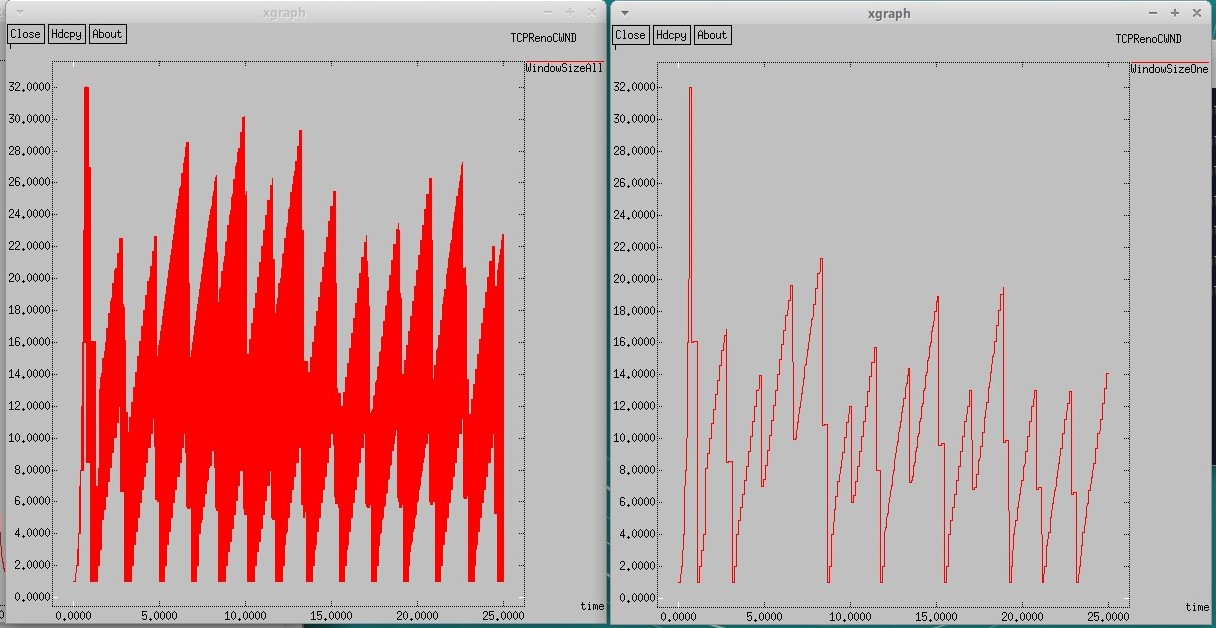 xgraph
Close Hdcpy About
TCPRenoCWND
WindowSizeAll
32.0000
30.0000
28.0000
26.0000
24.0000
22.0000
20.0000
18.0000
16.0000
14.0000
12.0000
10.0000
8.0000
6.0000
4.0000
2.0000
0.0000
time
0.0000 5.0000 10.0000 15.0000 20.0000 25.0000
xgraph
Close Hdcpy About
TCPRenoCWND
WindowSizeOne
32.0000
30.0000
28.0000
26.0000
24.0000
22.0000
20.0000
18.0000
16.0000
14.0000
12.0000
10.0000
8.0000
6.0000
4.0000
2.0000
0.0000
time
0.0000 5.0000 10.0000 15.0000 20.0000 25.0000